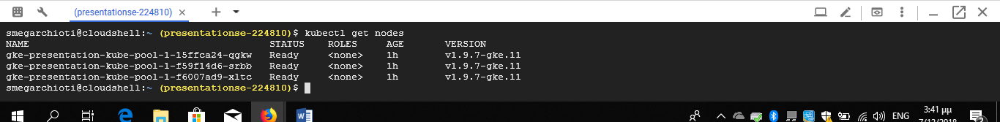 (presentationse-224810)
smegarchioti@cloudshell:~ (presentationse-224810)$ kubectl get nodes
NAME STATUS ROLES AGE VERSION
gke-presentation-kube-pool-1-15ffca24-qgkw Ready <none> 1h v1.9.7-gke.11
gke-presentation-kube-pool-1-f59f14d6-srbb Ready <none> 1h v1.9.7-gke.11
gke-presentation-kube-pool-1-f6007ad9-xltc Ready <none> 1h v1.9.7-gke.11
smegarchioti@cloudshell:~ (presentationse-224810)$
ENG
3:41 μμ
7/12/2018